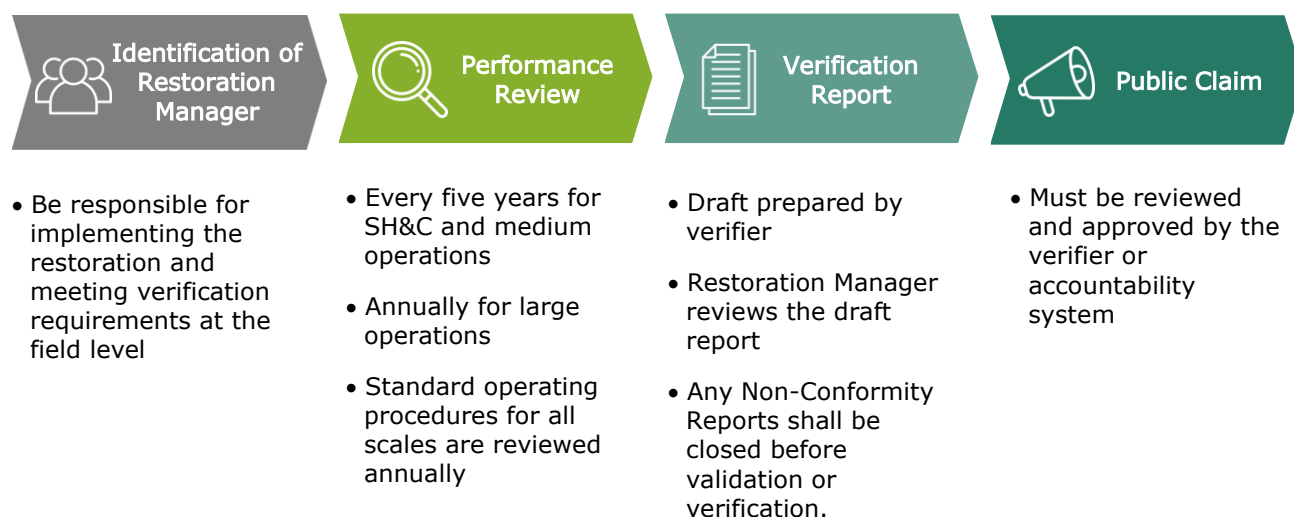 Identification of
Restoration
Manager
Performance
Review
Verification
Report
Public Claim
• Be responsible for
implementing the
restoration and
meeting verification
requirements at the
field level
• Every five years for
SH&C and medium
operations
• Annually for large
operations
• Standard operating
procedures for all
scales are reviewed
annually
• Draft prepared by
verifier
• Restoration Manager
reviews the draft
report
• Any Non-Conformity
Reports shall be
closed before
validation or
verification.
• Must be reviewed
and approved by the
verifier or
accountability
system